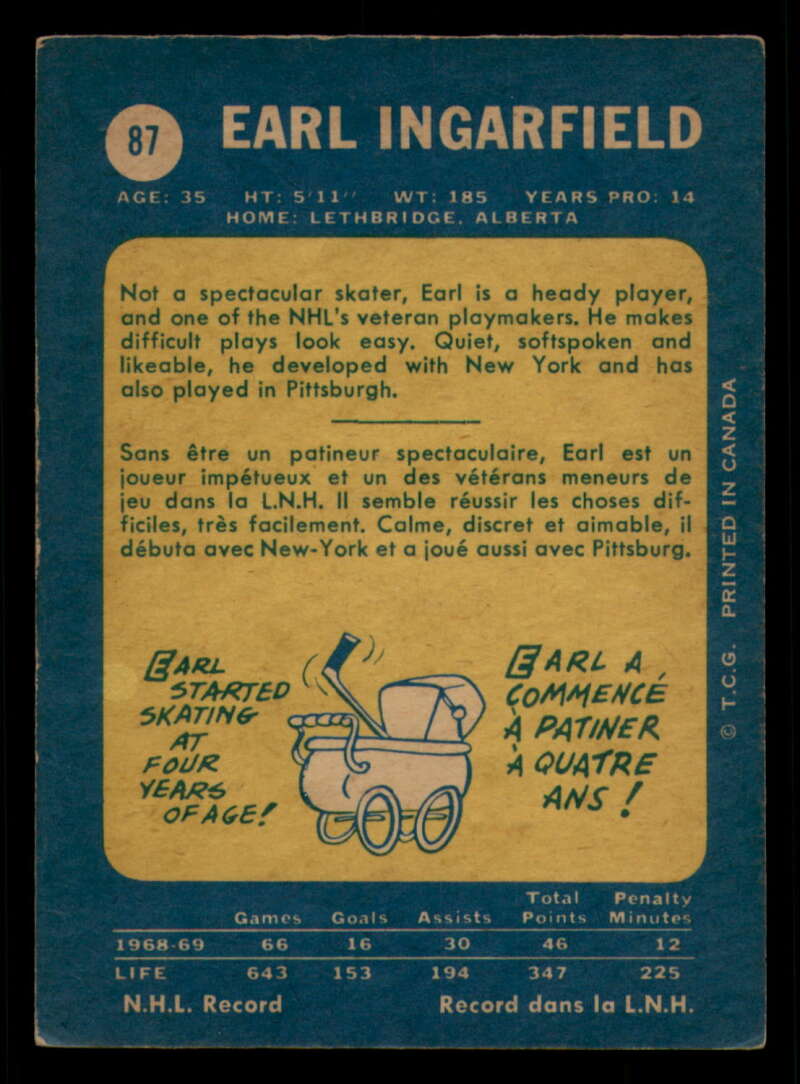 87
EARL INGARFIELD
AGE: 35 HT: 5'11" WT: 185 YEARS PRO: 14
HOME: LETHBRIDGE, ALBERTA
Not a spectacular skater, Earl is a heady player,
and one of the NHL's veteran playmakers. He makes
difficult plays look easy. Quiet, softspoken and
likeable, he developed with New York and has
also played in Pittsburgh.
Sans être un patineur spectaculaire, Earl est un
joueur impétueux et un des vétérans meneurs de
jeu dans la L.N.H. Il semble réussir les choses dif-
ficiles, très facilement. Calme, discret et aimable, il
débuta avec New-York et a joué aussi avec Pittsburg.
EARL
STARTED
SKATING
AT
FOUR
YEARS
OF AGE!
EARL A
COMMENCÉ
À PATINER
À QUATRE
ANS!
Games Goals Assists Total Points Penalty Minutes
1968-69 66 16 30 46 12
LIFE 643 153 194 347 225
N.H.L. Record Record dans la L.N.H.
© T.C.G. PRINTED IN CANADA